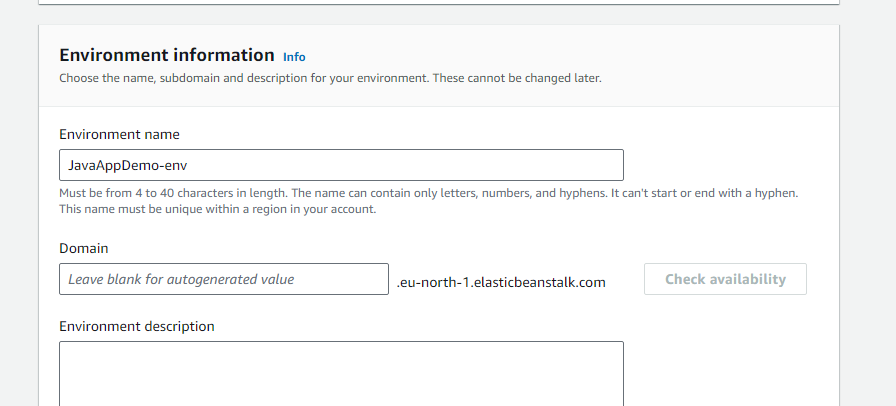 Environment information Info
Choose the name, subdomain and description for your environment. These cannot be changed later.
Environment name
JavaAppDemo-env
Must be from 4 to 40 characters in length. The name can contain only letters, numbers, and hyphens. It can't start or end with a hyphen.
This name must be unique within a region in your account.
Domain
Leave blank for autogenerated value .eu-north-1.elasticbeanstalk.com Check availability
Environment description